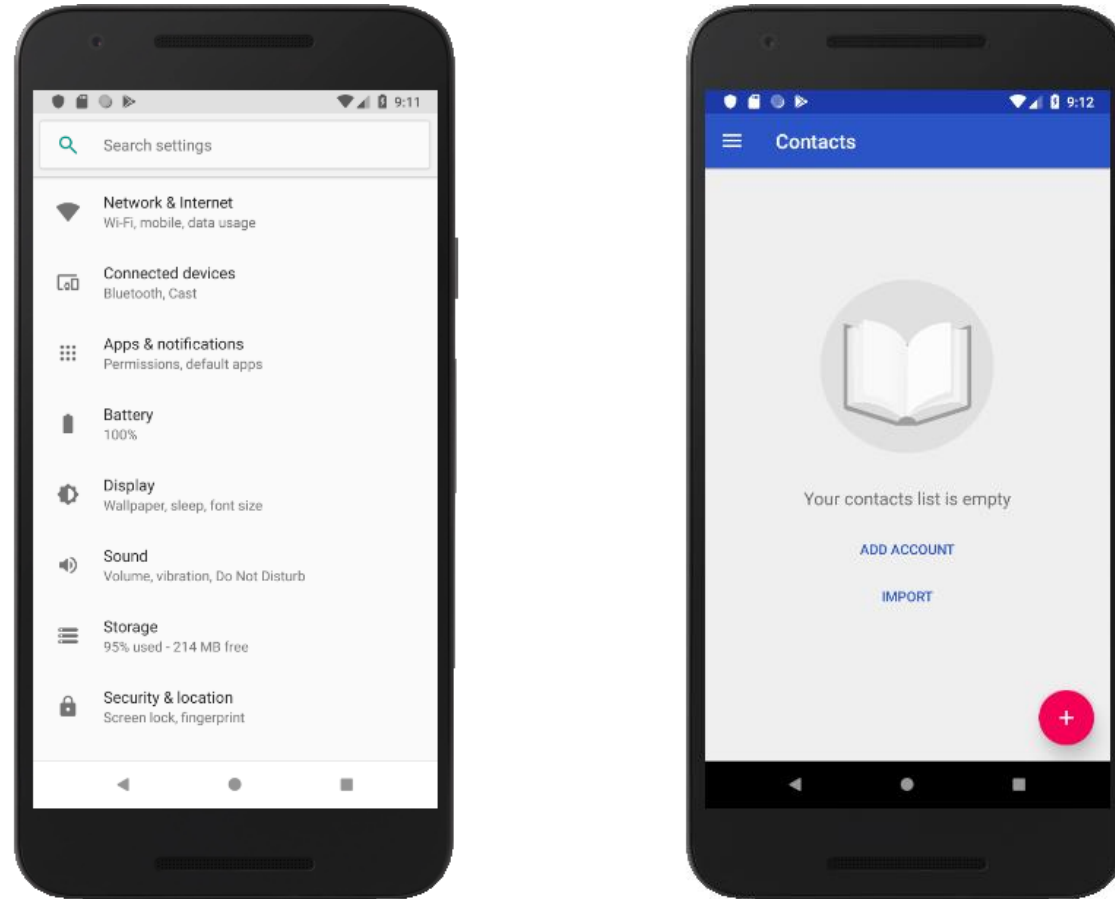 9:11
Search settings
Network & Internet
Wi-Fi, mobile, data usage
Connected devices
Bluetooth, Cast
Apps & notifications
Permissions, default apps
Battery
100%
Display
Wallpaper, sleep, font size
Sound
Volume, vibration, Do Not Disturb
Storage
95% used - 214 MB free
Security & location
Screen lock, fingerprint
9:12
Contacts
Your contacts list is empty
ADD ACCOUNT
IMPORT